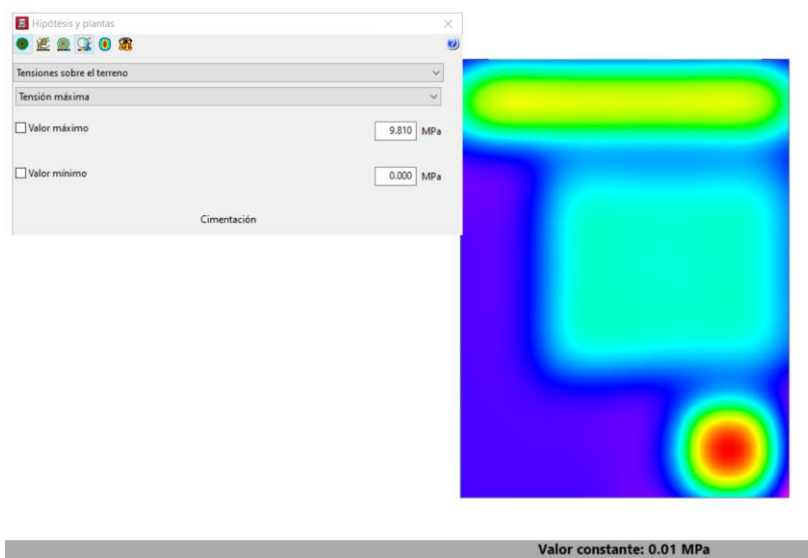 Hipótesis y plantas
Tensiones sobre el terreno
Tensión máxima
Valor máximo 9.810 MPa
Valor mínimo 0.000 MPa
Cimentación
Valor constante: 0.01 MPa